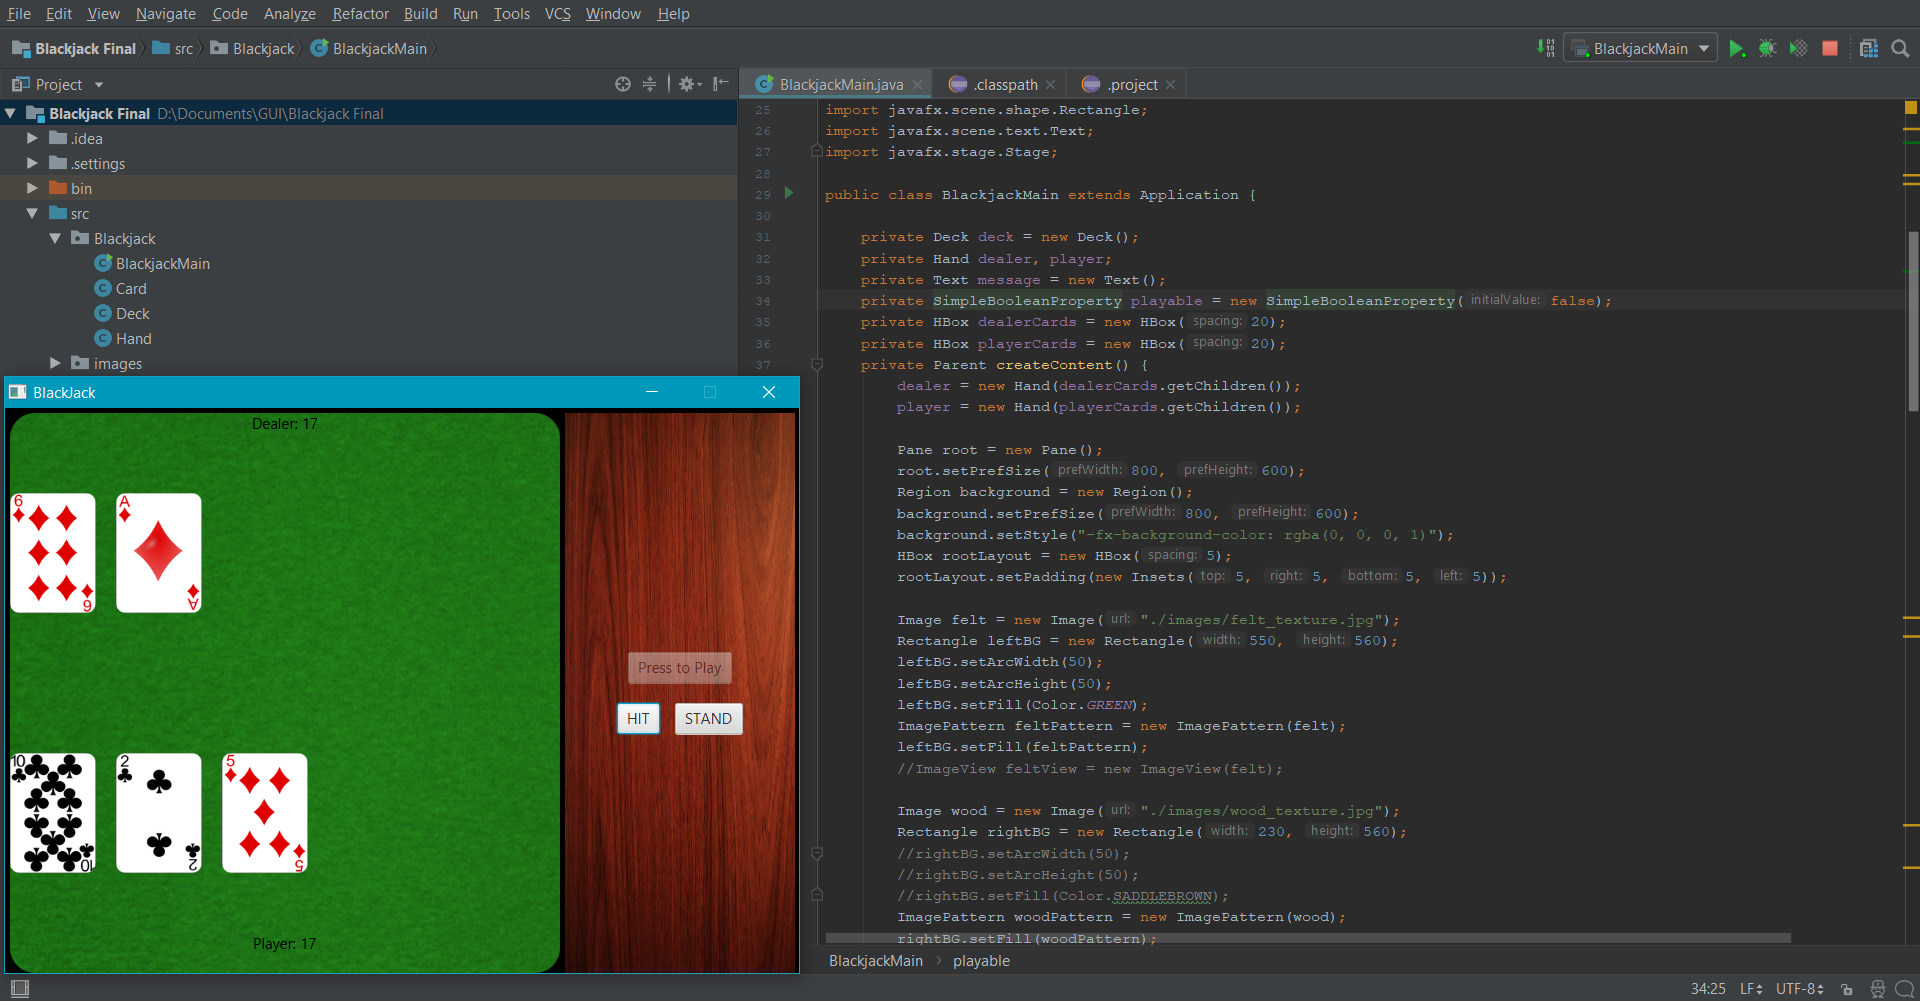 File Edit View Navigate Code Analyze Refactor Build Run Tools VCS Window Help
Blackjack Final src Blackjack BlackjackMain
BlackjackMain
Project
BlackjackMain.java .classpath .project
Blackjack Final D:\Documents\GUI\Blackjack Final
.idea
.settings
bin
src
Blackjack
BlackjackMain
Card
Deck
Hand
images
BlackJack
Dealer: 17
6 A
6 A
Press to Play
HIT STAND
10 2 5
10 2 5
Player: 17
25 import javafx.scene.shape.Rectangle;
26 import javafx.scene.text.Text;
27 import javafx.stage.Stage;
28
29 public class BlackjackMain extends Application {
30
31 private Deck deck = new Deck();
32 private Hand dealer, player;
33 private Text message = new Text();
34 private SimpleBooleanProperty playable = new SimpleBooleanProperty( initialValue: false);
35 private HBox dealerCards = new HBox( spacing: 20);
36 private HBox playerCards = new HBox( spacing: 20);
37 private Parent createContent() {
dealer = new Hand(dealerCards.getChildren());
player = new Hand(playerCards.getChildren());
Pane root = new Pane();
root.setPrefSize( prefWidth: 800, prefHeight: 600);
Region background = new Region();
background.setPrefSize( prefWidth: 800, prefHeight: 600);
background.setStyle("-fx-background-color: rgba(0, 0, 0, 1)");
HBox rootLayout = new HBox( spacing: 5);
rootLayout.setPadding(new Insets( top: 5, right: 5, bottom: 5, left: 5));
Image felt = new Image( url: "./images/felt_texture.jpg");
Rectangle leftBG = new Rectangle( width: 550, height: 560);
leftBG.setArcWidth(50);
leftBG.setArcHeight(50);
leftBG.setFill(Color.GREEN);
ImagePattern feltPattern = new ImagePattern(felt);
leftBG.setFill(feltPattern);
//ImageView feltView = new ImageView(felt);
Image wood = new Image( url: "./images/wood_texture.jpg");
Rectangle rightBG = new Rectangle( width: 230, height: 560);
//rightBG.setArcWidth(50);
//rightBG.setArcHeight(50);
//rightBG.setFill(Color.SADDLEBROWN);
ImagePattern woodPattern = new ImagePattern(wood);
rightBG.setFill(woodPattern);
BlackjackMain playable
34:25 LF UTF-8